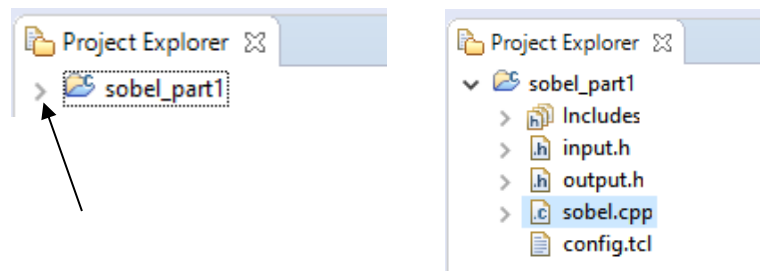 Project Explorer
sobel_part1
Project Explorer
sobel_part1
Includes
.h input.h
.h output.h
.c sobel.cpp
config.tcl